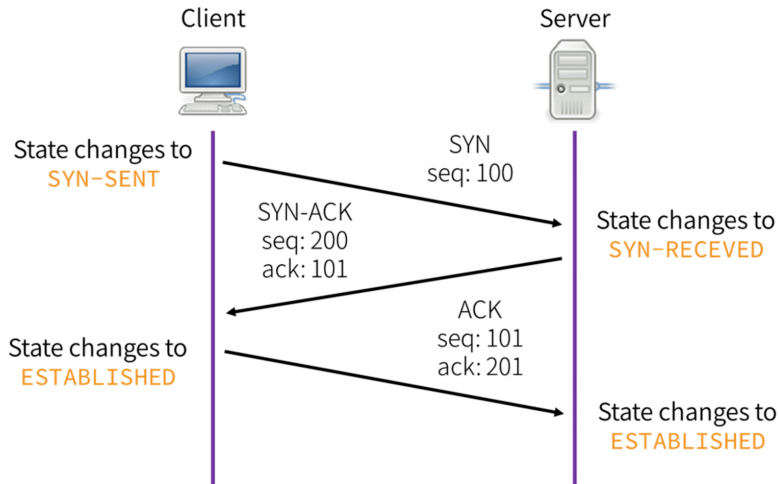 Client
Server
State changes to
SYN-SENT
SYN
seq: 100
SYN-ACK
seq: 200
ack: 101
State changes to
SYN-RECEVED
State changes to
ESTABLISHED
ACK
seq: 101
ack: 201
State changes to
ESTABLISHED